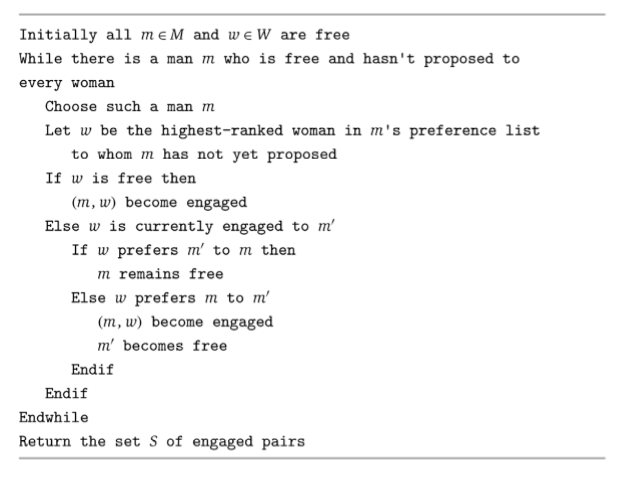 Initially all m ∈ M and w ∈ W are free
While there is a man m who is free and hasn't proposed to
every woman
Choose such a man m
Let w be the highest-ranked woman in m's preference list
to whom m has not yet proposed
If w is free then
(m, w) become engaged
Else w is currently engaged to m′
If w prefers m′ to m then
m remains free
Else w prefers m to m′
(m, w) become engaged
m′ becomes free
Endif
Endif
Endwhile
Return the set S of engaged pairs